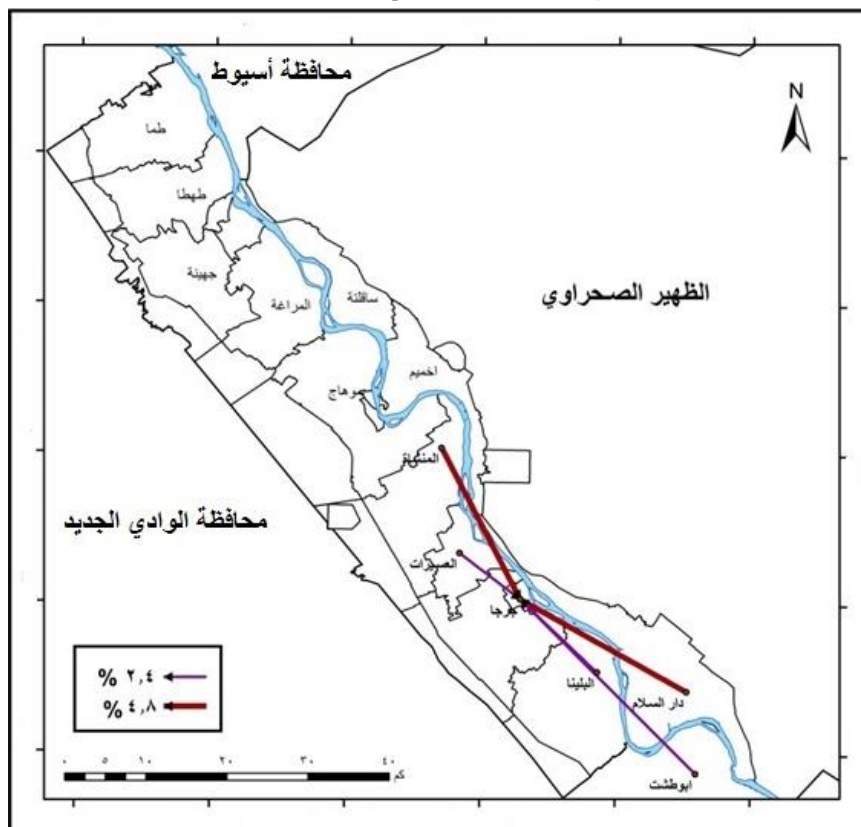 محافظة أسيوط
N
طما
طهطا
جهينة
ساقلتة
المراغة
الظهير الصحراوي
اخميم
سوهاج
المنشاة
محافظة الوادي الجديد
العسيرات
جرجا
البلينا
دار السلام
ابوطشت
% ٢,٤
% ٤,٨
٠ ٥ ١٠ ٢٠ ٣٠ ٤٠
كم